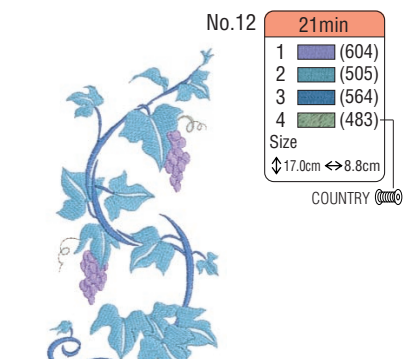 No.12
21min
1 (604)
2 (505)
3 (564)
4 (483)
Size
↕17.0cm ↔8.8cm
COUNTRY